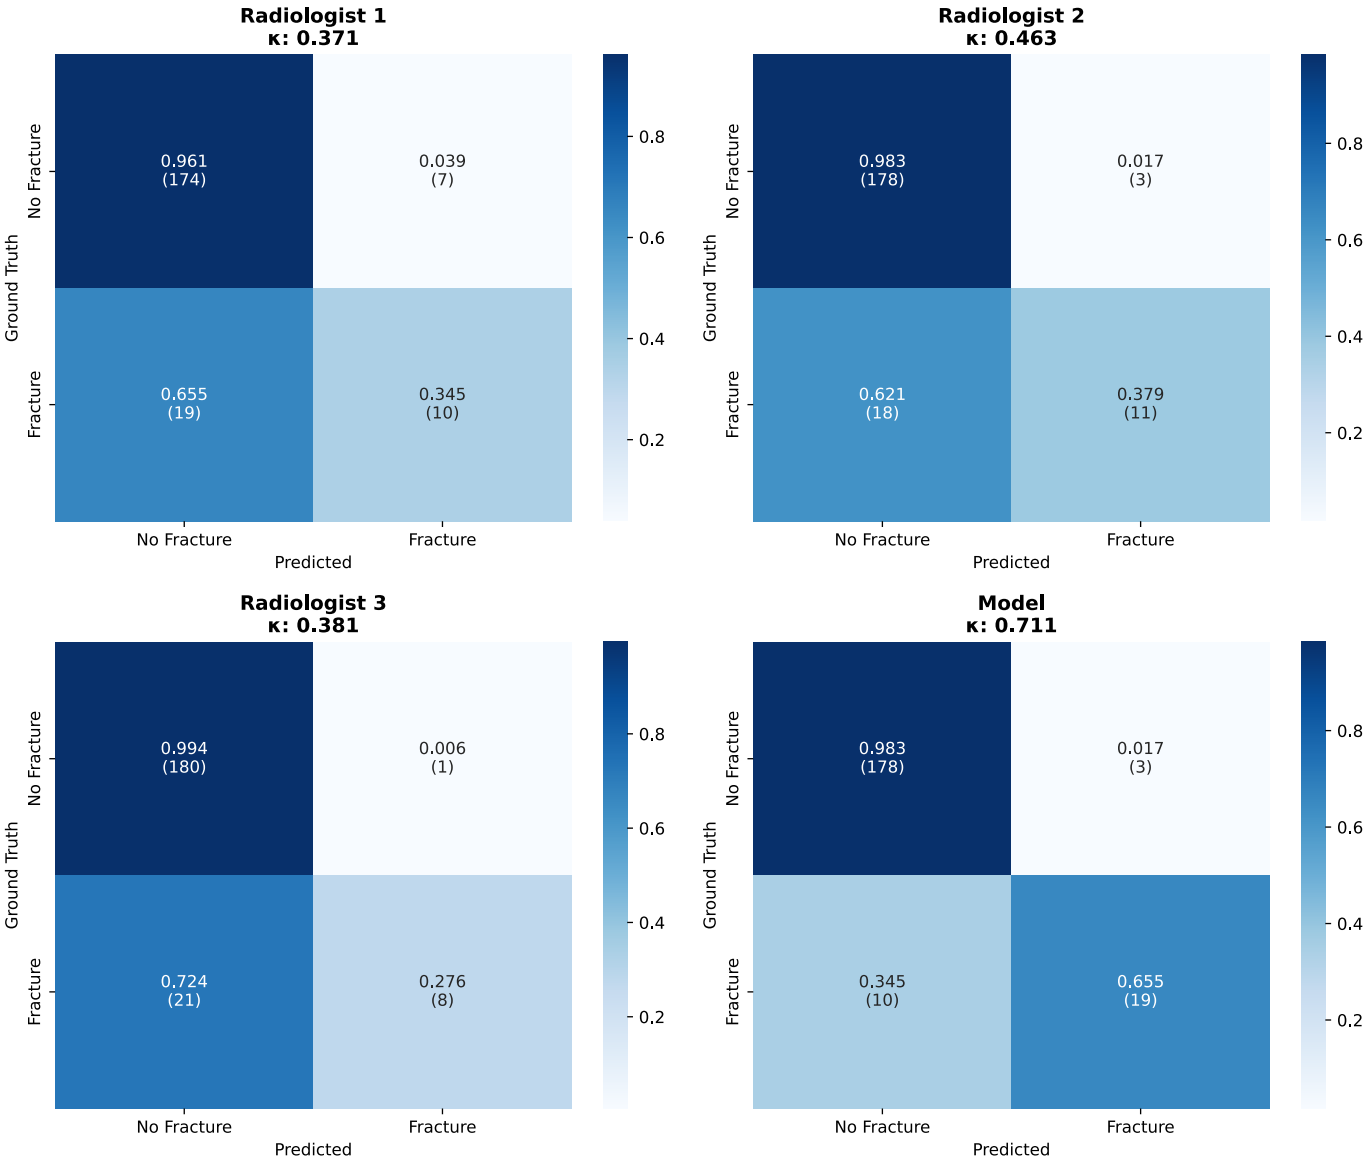 Radiologist 1
κ: 0.371
No Fracture
Fracture
Ground Truth
0.961
(174)
0.039
(7)
0.655
(19)
0.345
(10)
No Fracture
Fracture
Predicted
0.8
0.6
0.4
0.2
Radiologist 2
κ: 0.463
No Fracture
Fracture
Ground Truth
0.983
(178)
0.017
(3)
0.621
(18)
0.379
(11)
No Fracture
Fracture
Predicted
0.8
0.6
0.4
0.2
Radiologist 3
κ: 0.381
No Fracture
Fracture
Ground Truth
0.994
(180)
0.006
(1)
0.724
(21)
0.276
(8)
No Fracture
Fracture
Predicted
0.8
0.6
0.4
0.2
Model
κ: 0.711
No Fracture
Fracture
Ground Truth
0.983
(178)
0.017
(3)
0.345
(10)
0.655
(19)
No Fracture
Fracture
Predicted
0.8
0.6
0.4
0.2